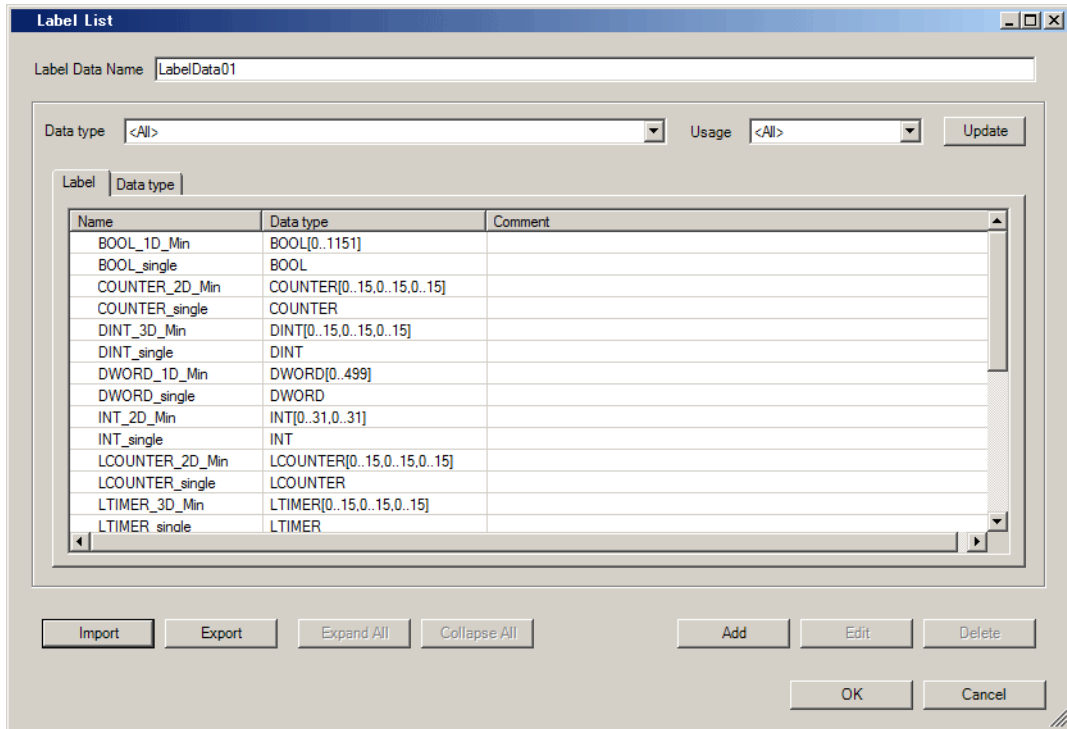 Label List
Label Data Name LabelData01
Data type <All> Usage <All> Update
Label Data type
Name Data type Comment
BOOL_1D_Min BOOL[0..1151]
BOOL_single BOOL
COUNTER_2D_Min COUNTER[0..15,0..15,0..15]
COUNTER_single COUNTER
DINT_3D_Min DINT[0..15,0..15,0..15]
DINT_single DINT
DWORD_1D_Min DWORD[0..499]
DWORD_single DWORD
INT_2D_Min INT[0..31,0..31]
INT_single INT
LCOUNTER_2D_Min LCOUNTER[0..15,0..15,0..15]
LCOUNTER_single LCOUNTER
LTIMER_3D_Min LTIMER[0..15,0..15,0..15]
LTIMER_single LTIMER
Import Export Expand All Collapse All Add Edit Delete
OK Cancel